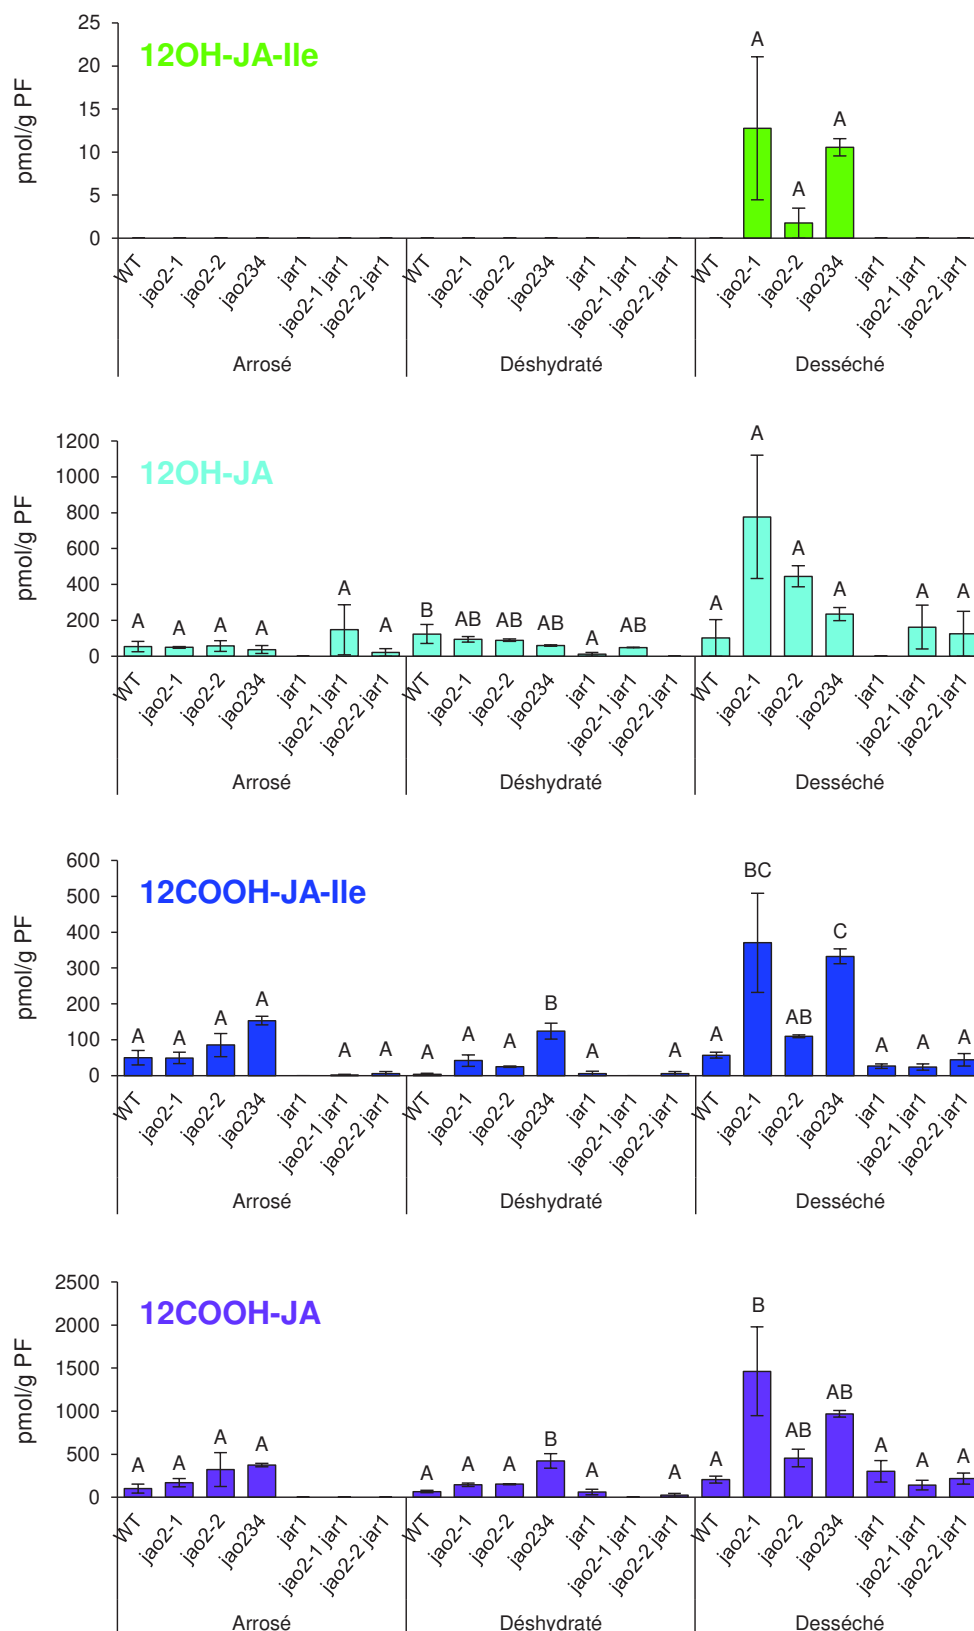 12OH-JA-Ile
pmol/g PF
25
20
15
10
5
0
A
A
A
WT
jao2-1
jao2-2
jao234
jar1
jao2-1 jar1
jao2-2 jar1
WT
jao2-1
jao2-2
jao234
jar1
jao2-1 jar1
jao2-2 jar1
WT
jao2-1
jao2-2
jao234
jar1
jao2-1 jar1
jao2-2 jar1
Arrosé
Déshydraté
Desséché
12OH-JA
pmol/g PF
1200
1000
800
600
400
200
0
A
A
A
A
A
A
B
AB
AB
AB
A
AB
A
A
A
A
A
A
WT
jao2-1
jao2-2
jao234
jar1
jao2-1 jar1
jao2-2 jar1
WT
jao2-1
jao2-2
jao234
jar1
jao2-1 jar1
jao2-2 jar1
WT
jao2-1
jao2-2
jao234
jar1
jao2-1 jar1
jao2-2 jar1
Arrosé
Déshydraté
Desséché
12COOH-JA-Ile
pmol/g PF
600
500
400
300
200
100
0
A
A
A
A
A
A
A
A
A
B
A
A
A
BC
AB
C
A
A
A
WT
jao2-1
jao2-2
jao234
jar1
jao2-1 jar1
jao2-2 jar1
WT
jao2-1
jao2-2
jao234
jar1
jao2-1 jar1
jao2-2 jar1
WT
jao2-1
jao2-2
jao234
jar1
jao2-1 jar1
jao2-2 jar1
Arrosé
Déshydraté
Desséché
12COOH-JA
pmol/g PF
2500
2000
1500
1000
500
0
A
A
A
A
A
A
A
B
A
A
A
B
AB
AB
A
A
A
WT
jao2-1
jao2-2
jao234
jar1
jao2-1 jar1
jao2-2 jar1
WT
jao2-1
jao2-2
jao234
jar1
jao2-1 jar1
jao2-2 jar1
WT
jao2-1
jao2-2
jao234
jar1
jao2-1 jar1
jao2-2 jar1
Arrosé
Déshydraté
Desséché